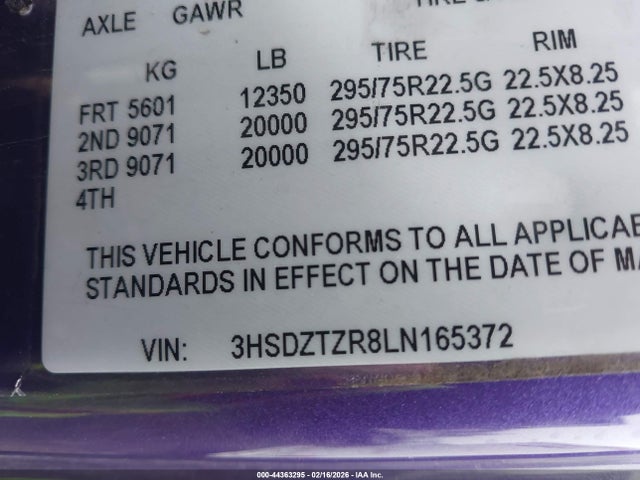 AXLE GAWR
KG LB TIRE RIM
FRT 5601 12350 295/75R22.5G 22.5X8.25
2ND 9071 20000 295/75R22.5G 22.5X8.25
3RD 9071 20000 295/75R22.5G 22.5X8.25
4TH
THIS VEHICLE CONFORMS TO ALL APPLICAB
STANDARDS IN EFFECT ON THE DATE OF MA
VIN: 3HSDZTZR8LN165372
000-44363295 - 02/16/2026 - IAA Inc.